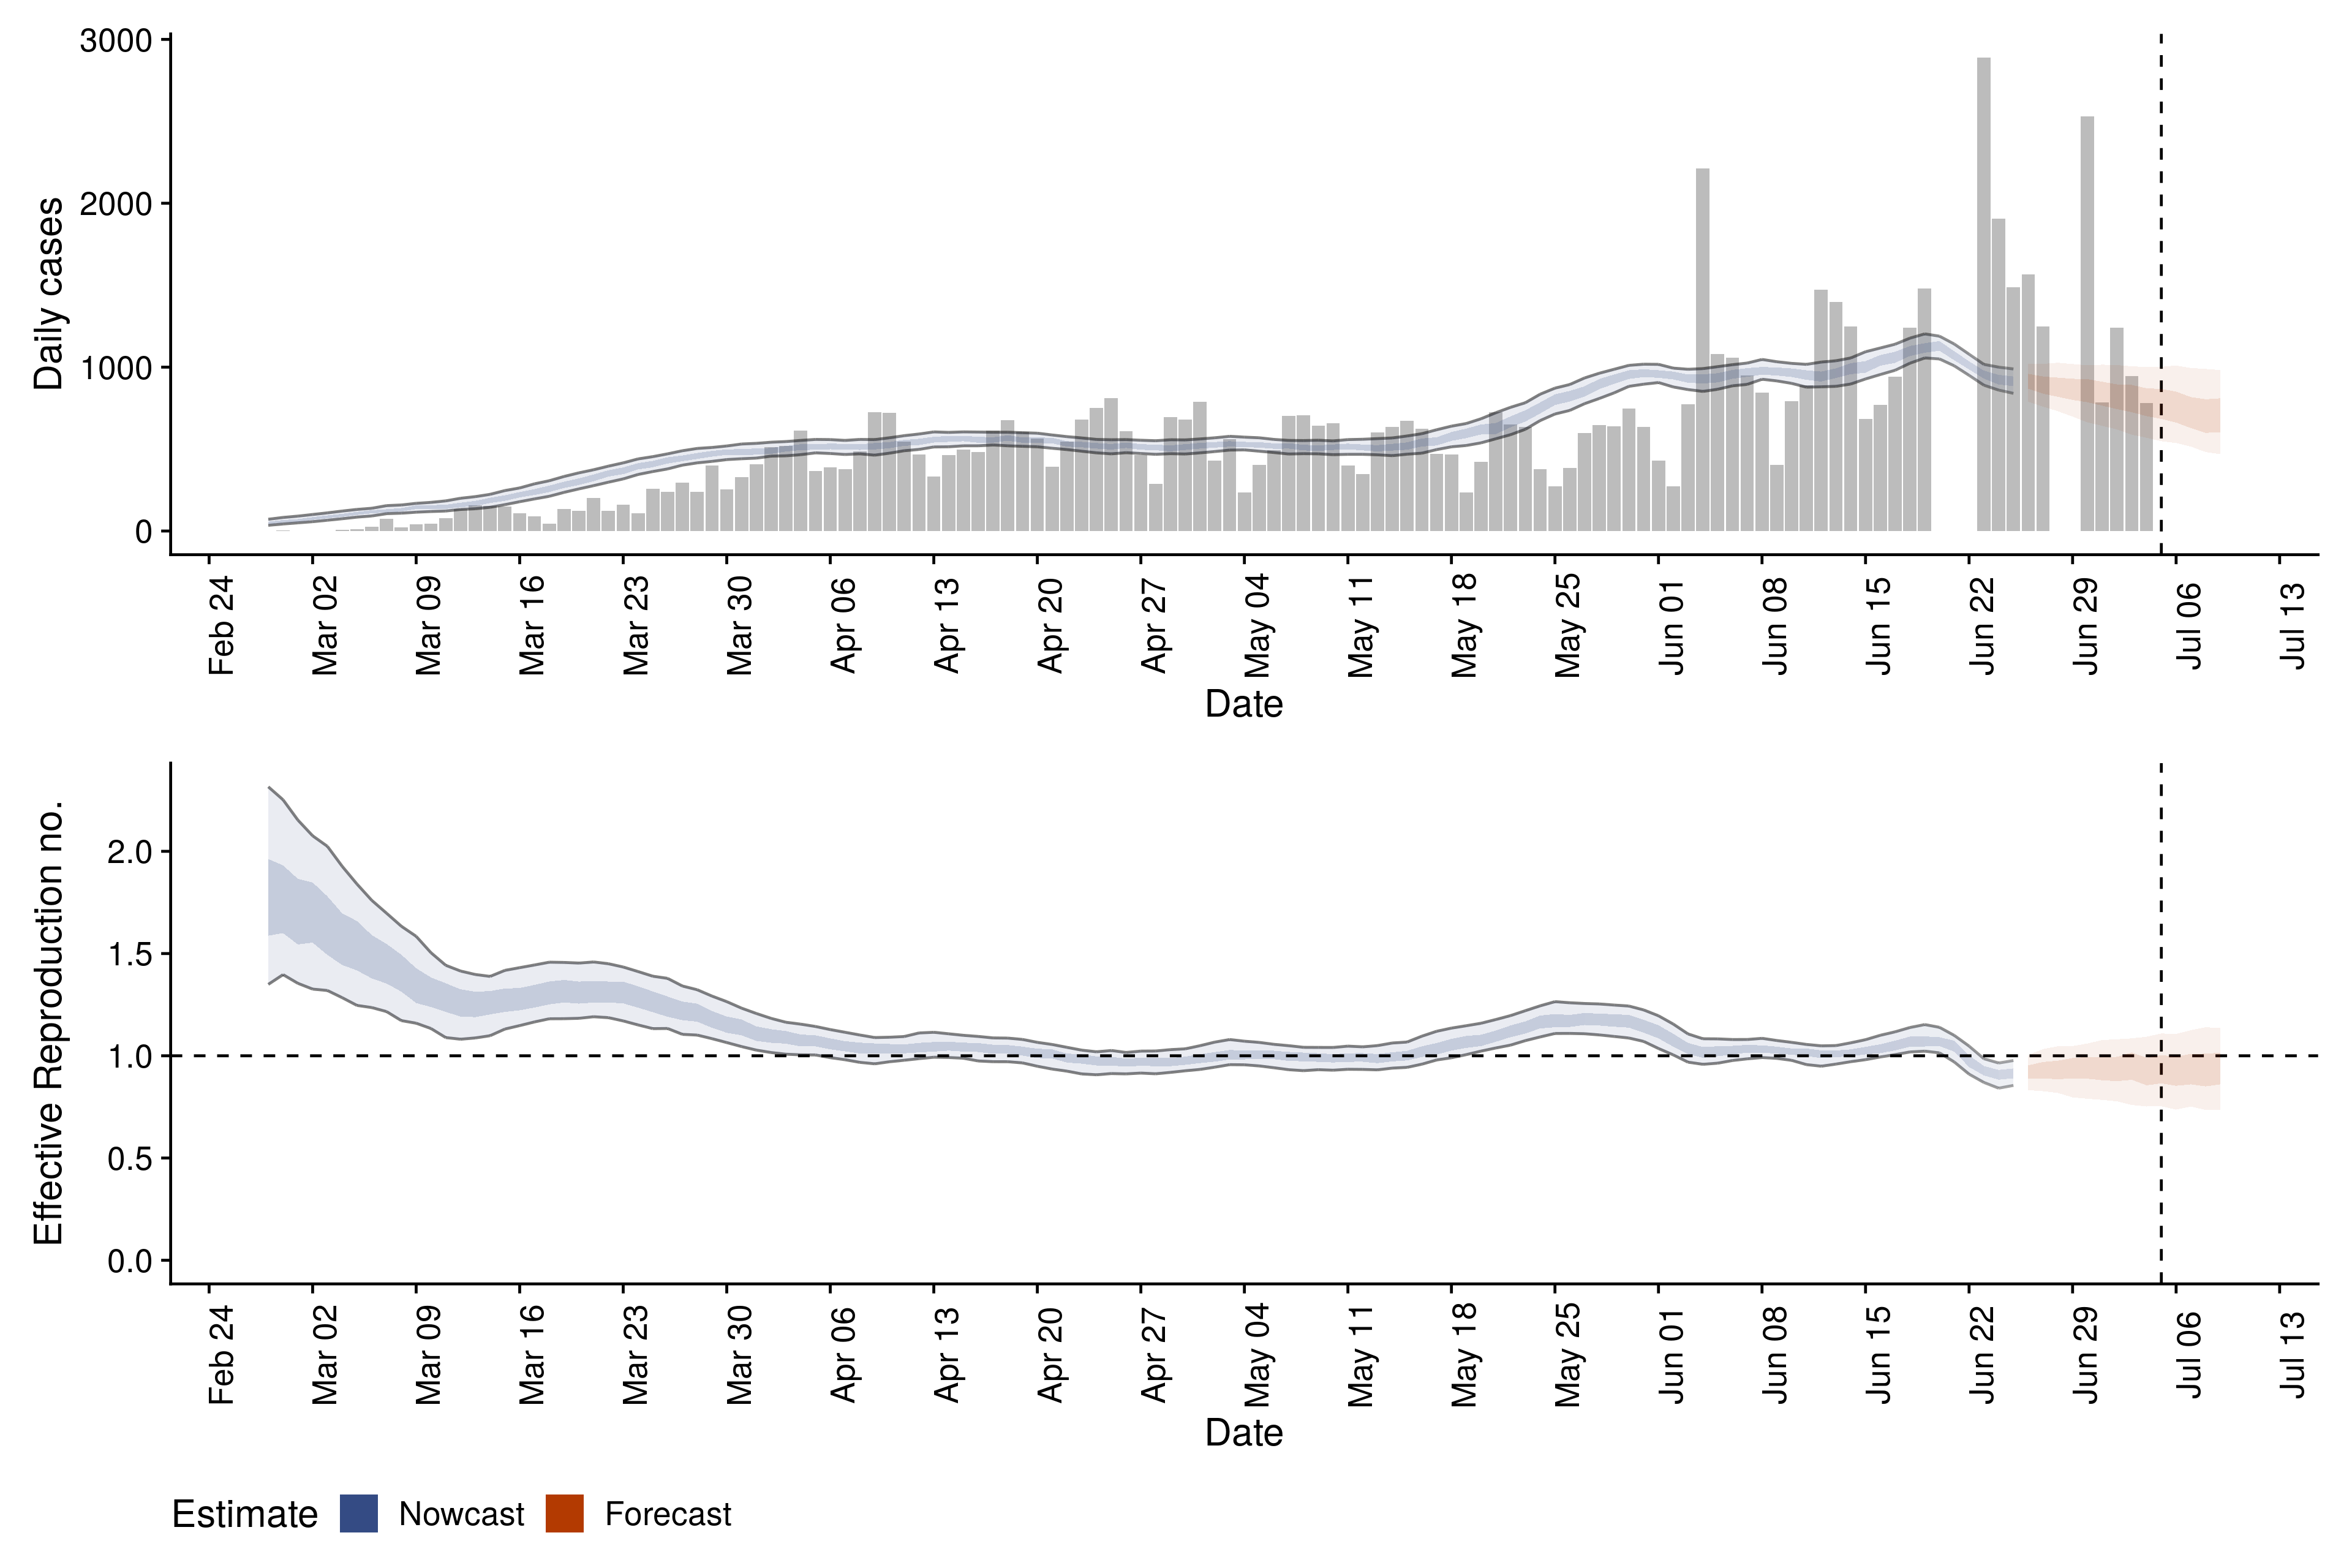 Daily cases
3000
2000
1000
0
Feb 24
Mar 02
Mar 09
Mar 16
Mar 23
Mar 30
Apr 06
Apr 13
Apr 20
Apr 27
May 04
May 11
May 18
May 25
Jun 01
Jun 08
Jun 15
Jun 22
Jun 29
Jul 06
Jul 13
Date
Effective Reproduction no.
2.0
1.5
1.0
0.5
0.0
Feb 24
Mar 02
Mar 09
Mar 16
Mar 23
Mar 30
Apr 06
Apr 13
Apr 20
Apr 27
May 04
May 11
May 18
May 25
Jun 01
Jun 08
Jun 15
Jun 22
Jun 29
Jul 06
Jul 13
Date
Estimate Nowcast Forecast